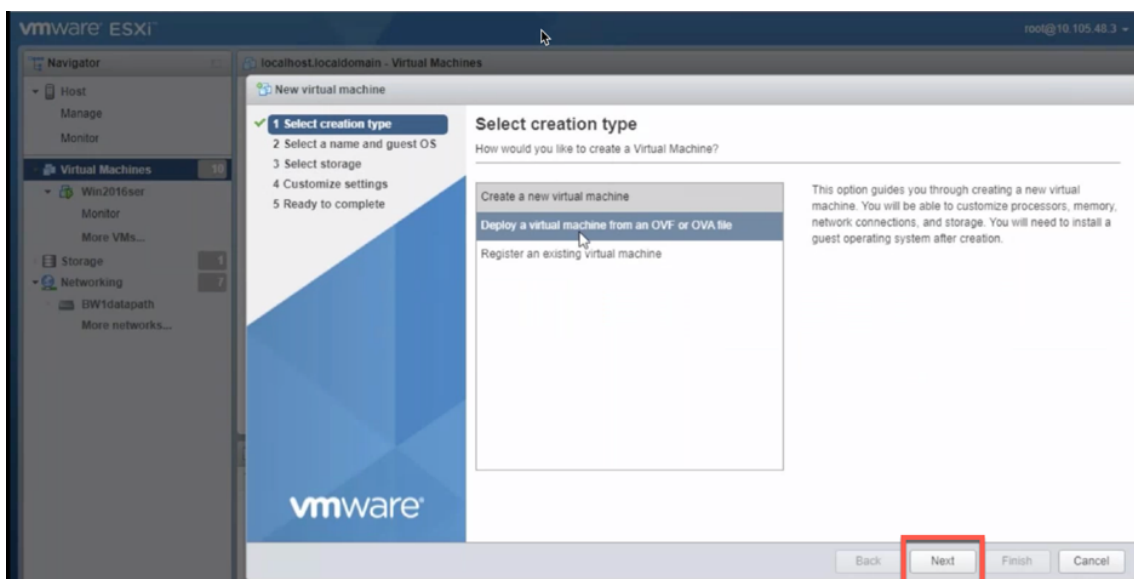 vmware ESXi™
root@10.105.48.3
Navigator
localhost.localdomain - Virtual Machines
Host
Manage
Monitor
Virtual Machines 10
Win2016ser
Monitor
More VMs...
Storage 1
Networking 7
BW1datapath
More networks...
New virtual machine
1 Select creation type
2 Select a name and guest OS
3 Select storage
4 Customize settings
5 Ready to complete
vmware®
Select creation type
How would you like to create a Virtual Machine?
Create a new virtual machine
Deploy a virtual machine from an OVF or OVA file
Register an existing virtual machine
This option guides you through creating a new virtual
machine. You will be able to customize processors, memory,
network connections, and storage. You will need to install a
guest operating system after creation.
Back Next Finish Cancel